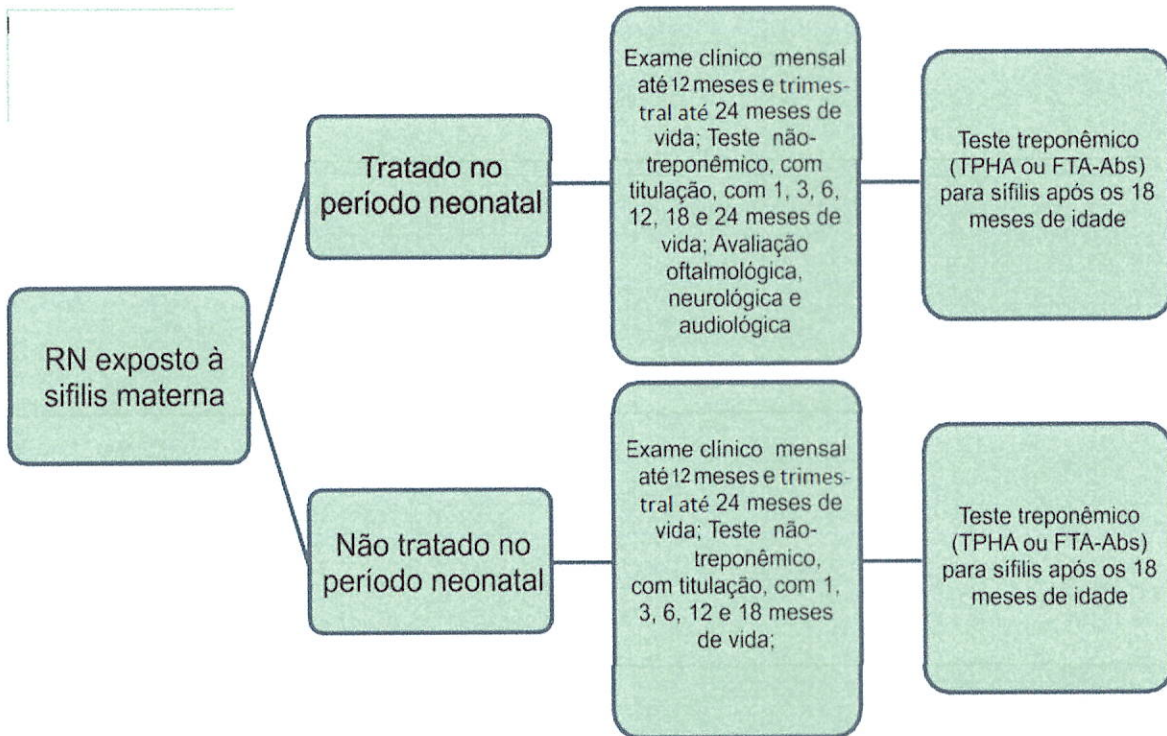 RN exposto à
sifilis materna
Tratado no
período neonatal
Exame clínico mensal
até 12 meses e trimes-
tral até 24 meses de
vida; Teste não-
treponêmico, com
titulação, com 1, 3, 6,
12, 18 e 24 meses de
vida; Avaliação
oftalmológica,
neurológica e
audiológica
Teste treponêmico
(TPHA ou FTA-Abs)
para sífilis após os 18
meses de idade
Não tratado no
período neonatal
Exame clínico mensal
até 12 meses e trimes-
tral até 24 meses de
vida; Teste não-
treponêmico,
com titulação, com 1,
3, 6, 12 e 18 meses
de vida;
Teste treponêmico
(TPHA ou FTA-Abs)
para sífilis após os 18
meses de idade